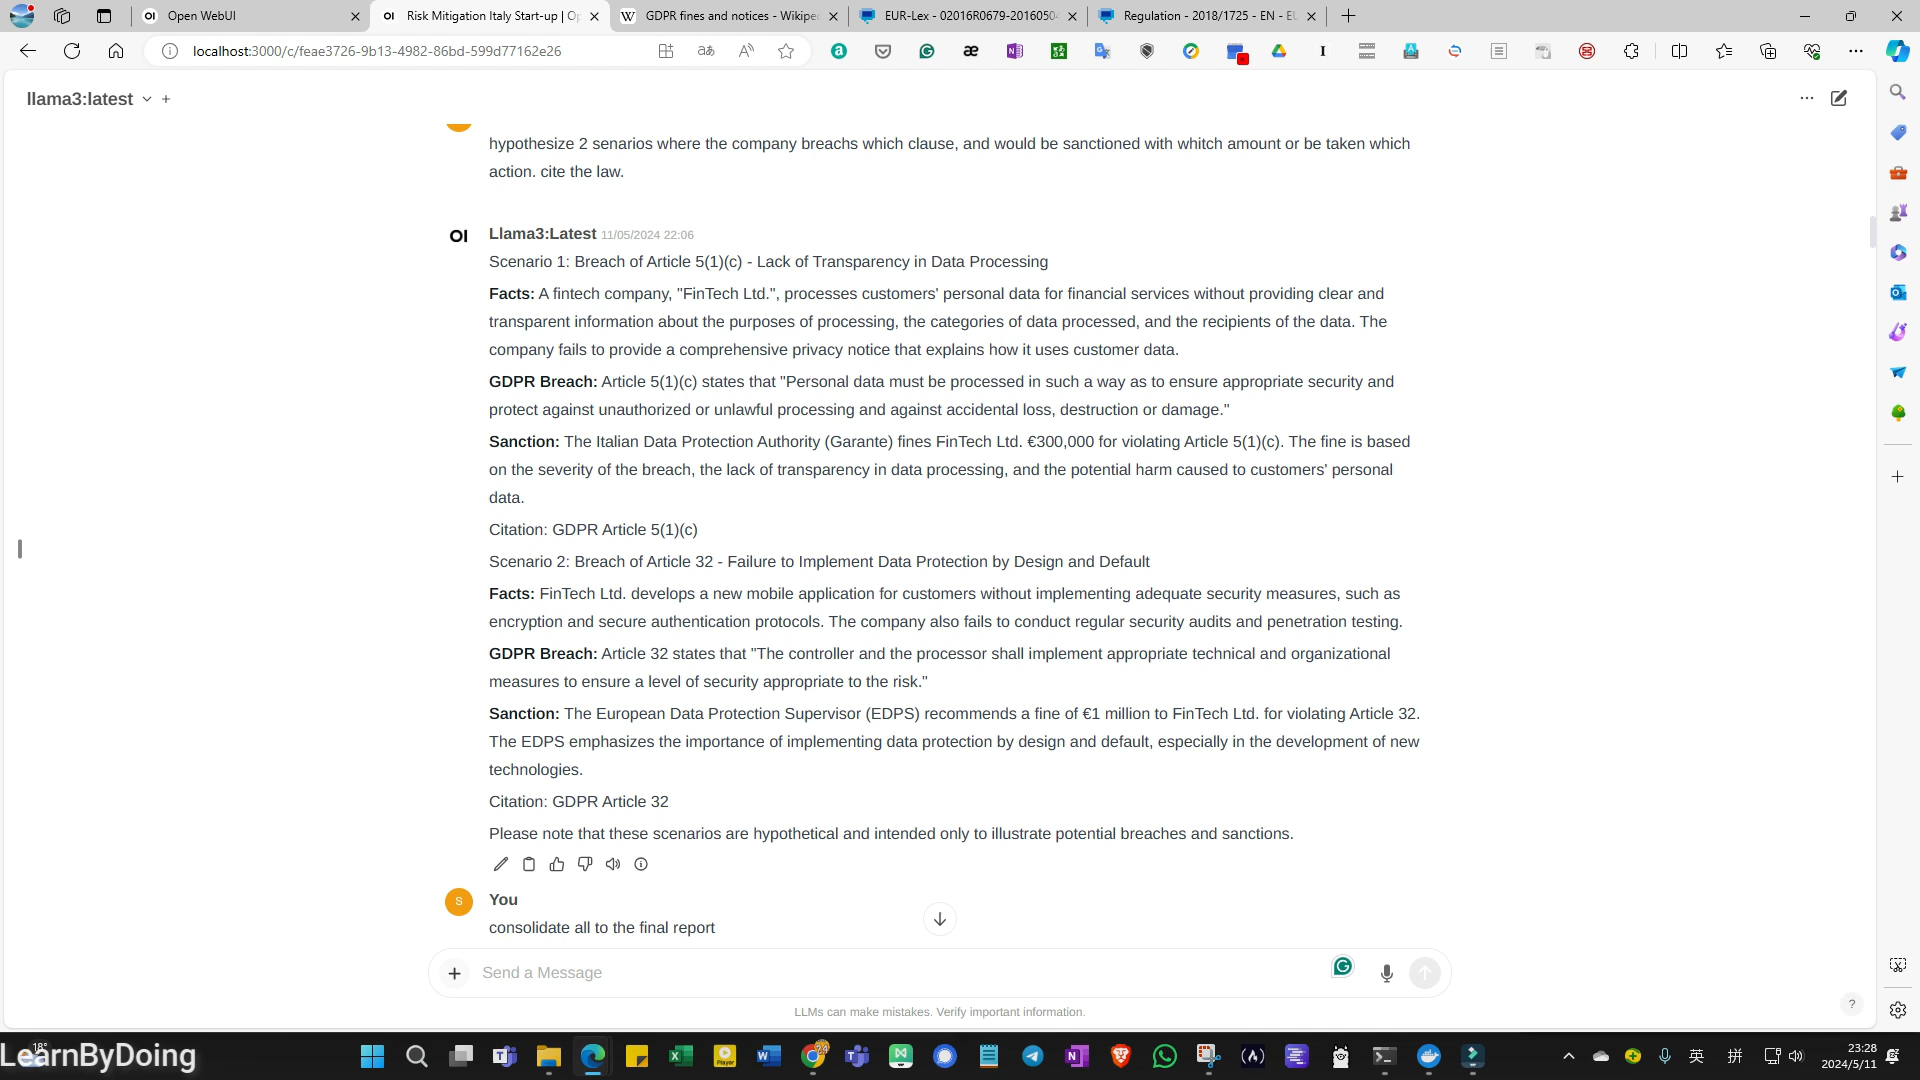 Open WebUI
Risk Mitigation Italy Start-up | Op
GDPR fines and notices - Wikipe
EUR-Lex - 02016R0679-20160504
Regulation - 2018/1725 - EN - EU
localhost:3000/c/feae3726-9b13-4982-86bd-599d77162e26
llama3:latest
hypothesize 2 senarios where the company breachs which clause, and would be sanctioned with whitch amount or be taken which
action. cite the law.
OI
Llama3:Latest 11/05/2024 22:06
Scenario 1: Breach of Article 5(1)(c) - Lack of Transparency in Data Processing
Facts: A fintech company, "FinTech Ltd.", processes customers' personal data for financial services without providing clear and
transparent information about the purposes of processing, the categories of data processed, and the recipients of the data. The
company fails to provide a comprehensive privacy notice that explains how it uses customer data.
GDPR Breach: Article 5(1)(c) states that "Personal data must be processed in such a way as to ensure appropriate security and
protect against unauthorized or unlawful processing and against accidental loss, destruction or damage."
Sanction: The Italian Data Protection Authority (Garante) fines FinTech Ltd. €300,000 for violating Article 5(1)(c). The fine is based
on the severity of the breach, the lack of transparency in data processing, and the potential harm caused to customers' personal
data.
Citation: GDPR Article 5(1)(c)
Scenario 2: Breach of Article 32 - Failure to Implement Data Protection by Design and Default
Facts: FinTech Ltd. develops a new mobile application for customers without implementing adequate security measures, such as
encryption and secure authentication protocols. The company also fails to conduct regular security audits and penetration testing.
GDPR Breach: Article 32 states that "The controller and the processor shall implement appropriate technical and organizational
measures to ensure a level of security appropriate to the risk."
Sanction: The European Data Protection Supervisor (EDPS) recommends a fine of €1 million to FinTech Ltd. for violating Article 32.
The EDPS emphasizes the importance of implementing data protection by design and default, especially in the development of new
technologies.
Citation: GDPR Article 32
Please note that these scenarios are hypothetical and intended only to illustrate potential breaches and sanctions.
S
You
consolidate all to the final report
Send a Message
LLMs can make mistakes. Verify important information.
LearnByDoing
18°
英
拼
23:28
2024/5/11